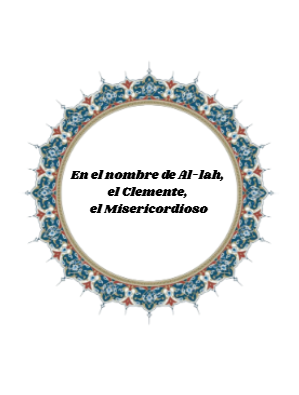 En el nombre de Al-lah,
el Clemente,
el Misericordioso